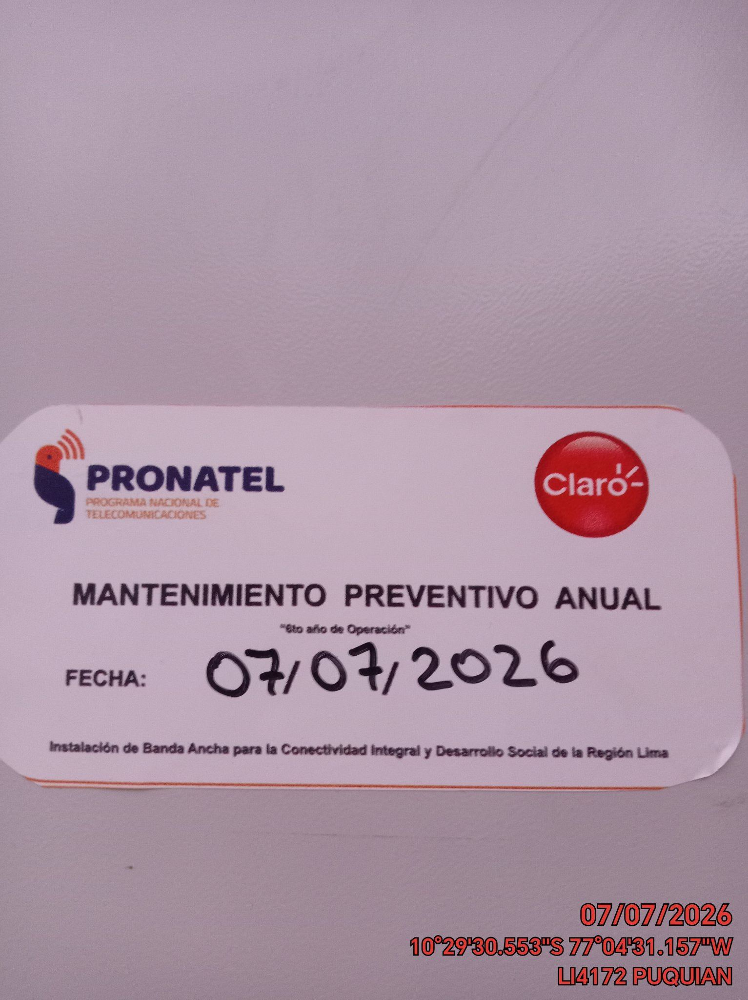 PRONATEL
PROGRAMA NACIONAL DE
TELECOMUNICACIONES
Claro
MANTENIMIENTO PREVENTIVO ANUAL
"6to año de Operación"
FECHA: 07/07/2026
Instalación de Banda Ancha para la Conectividad Integral y Desarrollo Social de la Región Lima
07/07/2026
10°29'30.553"S 77°04'31.157"W
LI4172 PUQUIAN